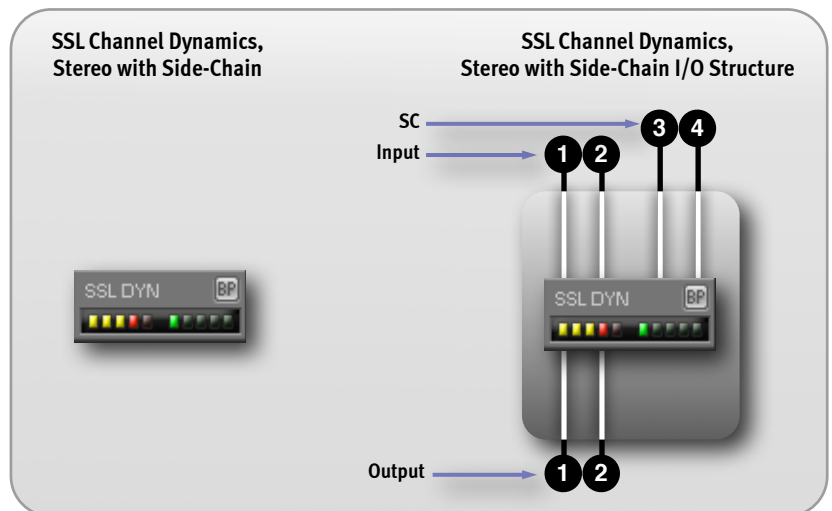 SSL Channel Dynamics,
Stereo with Side-Chain
SSL Channel Dynamics,
Stereo with Side-Chain I/O Structure
SC
3 4
Input
1 2
SSL DYN BP
SSL DYN BP
Output
1 2